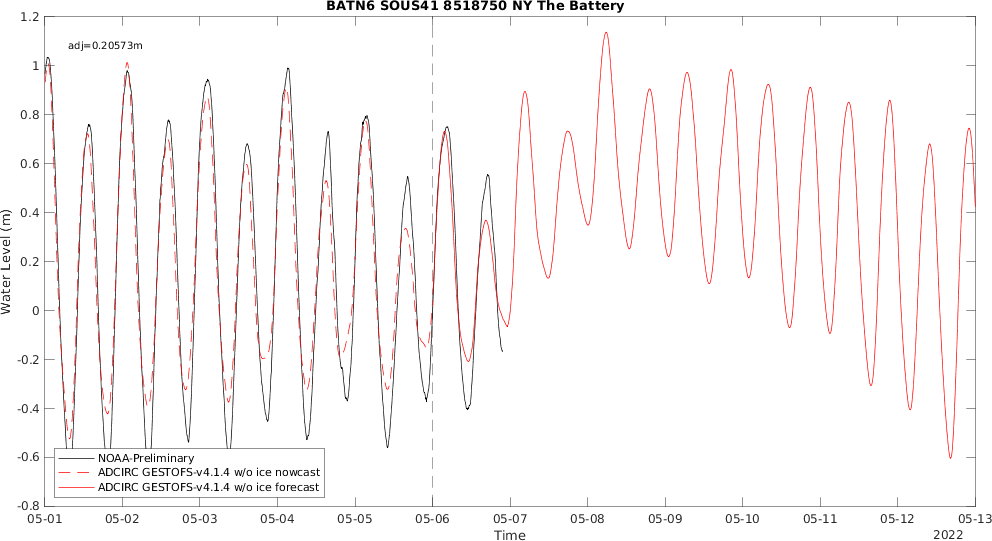 BATN6 SOUS41 8518750 NY The Battery
adj=0.20573m
Water Level (m)
1.2
1
0.8
0.6
0.4
0.2
0
-0.2
-0.4
-0.6
-0.8
NOAA-Preliminary
ADCIRC GESTOFS-v4.1.4 w/o ice nowcast
ADCIRC GESTOFS-v4.1.4 w/o ice forecast
05-01 05-02 05-03 05-04 05-05 05-06 05-07 05-08 05-09 05-10 05-11 05-12 05-13
Time
2022